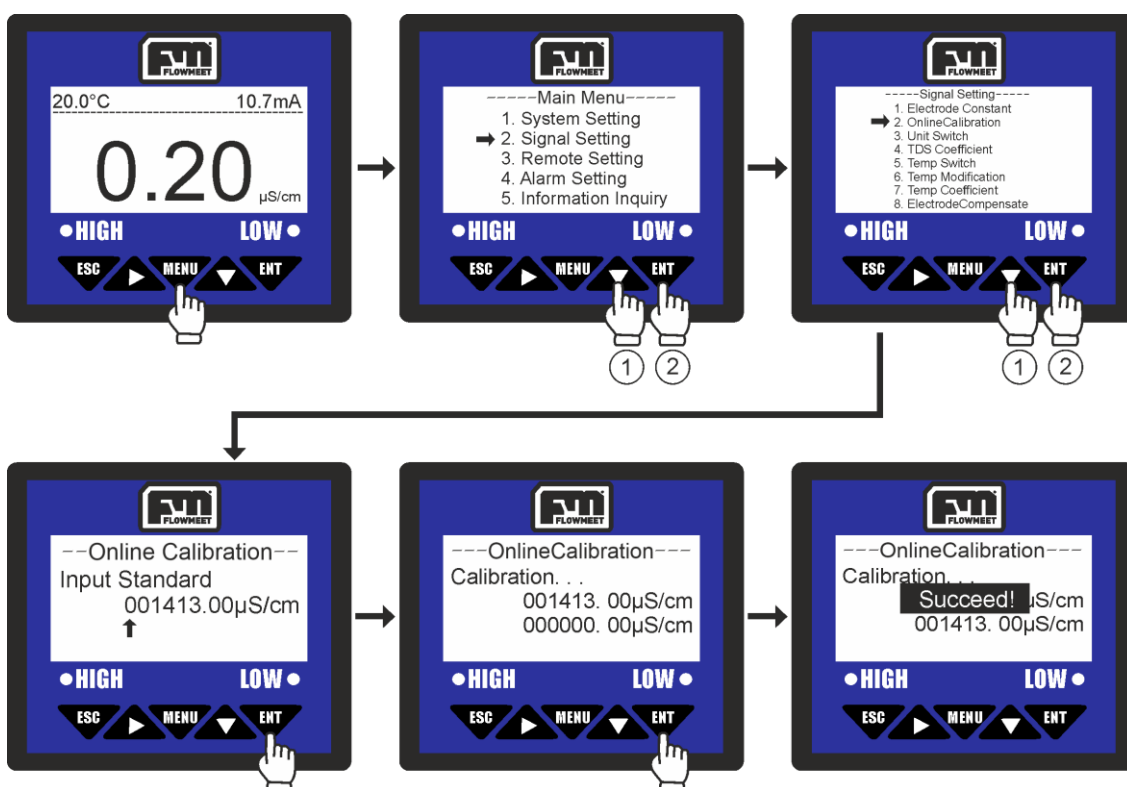 FLOWMEET
20.0°C 10.7mA
0.20 µS/cm
HIGH LOW
ESC MENU ENT
FLOWMEET
-----Main Menu-----
1. System Setting
2. Signal Setting
3. Remote Setting
4. Alarm Setting
5. Information Inquiry
HIGH LOW
ESC MENU ENT
1 2
FLOWMEET
-----Signal Setting-----
1. Electrode Constant
2. OnlineCalibration
3. Unit Switch
4. TDS Coefficient
5. Temp Switch
6. Temp Modification
7. Temp Coefficient
8. ElectrodeCompensate
HIGH LOW
ESC MENU ENT
1 2
FLOWMEET
--Online Calibration--
Input Standard
001413.00µS/cm
HIGH LOW
ESC MENU ENT
FLOWMEET
---OnlineCalibration---
Calibration. . .
001413. 00µS/cm
000000. 00µS/cm
HIGH LOW
ESC MENU ENT
FLOWMEET
---OnlineCalibration---
Calibration. . .
Succeed! µS/cm
001413. 00µS/cm
HIGH LOW
ESC MENU ENT